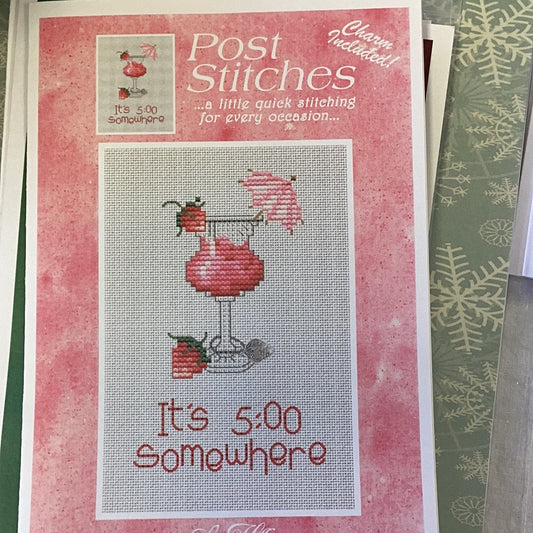 Post
Stitches
Charm
Included!
...a little quick stitching
for every occasion...
It's 5:00
Somewhere
It's 5:00
Somewhere